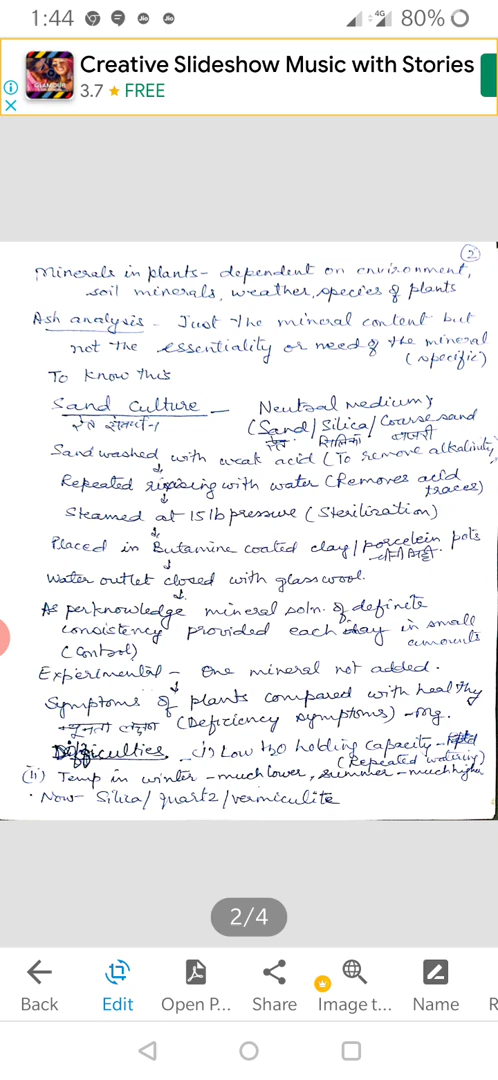 1:44
4G
80%
Creative Slideshow Music with Stories
3.7 ★ FREE
2
Minerals in plants - dependent on environment,
soil minerals, weather, species of plants
Ash analysis - Just the mineral content but
not the essentiality or need of the mineral
(specific)
To know this
Sand Culture - Neutral medium
रेत संवर्धन (Sand/Silica/Coarse sand
रेत सिलिका बाजरी
Sand washed with weak acid (To remove alkalinity)
Repeated rinsing with water (Removes acid
traces)
Steamed at 15 lb pressure (Sterilization)
Placed in Butamine coated clay/porcelein pots
चीनी मिट्टी
Water outlet closed with glasswool.
As per knowledge mineral soln. of definite
consistency provided each day in small
(Control) amounts
Experimental - One mineral not added.
Symptoms of plants compared with healthy
न्यूनता लक्षण (Deficiency symptoms) - org.
Difficulties - (i) Low H2O holding capacity -
(Repeated watering)
(ii) Temp in winter - much lower, summer - much higher
. Now - Silica/quartz/vermiculite
2/4
Back
Edit
Open P...
Share
Image t...
Name
R